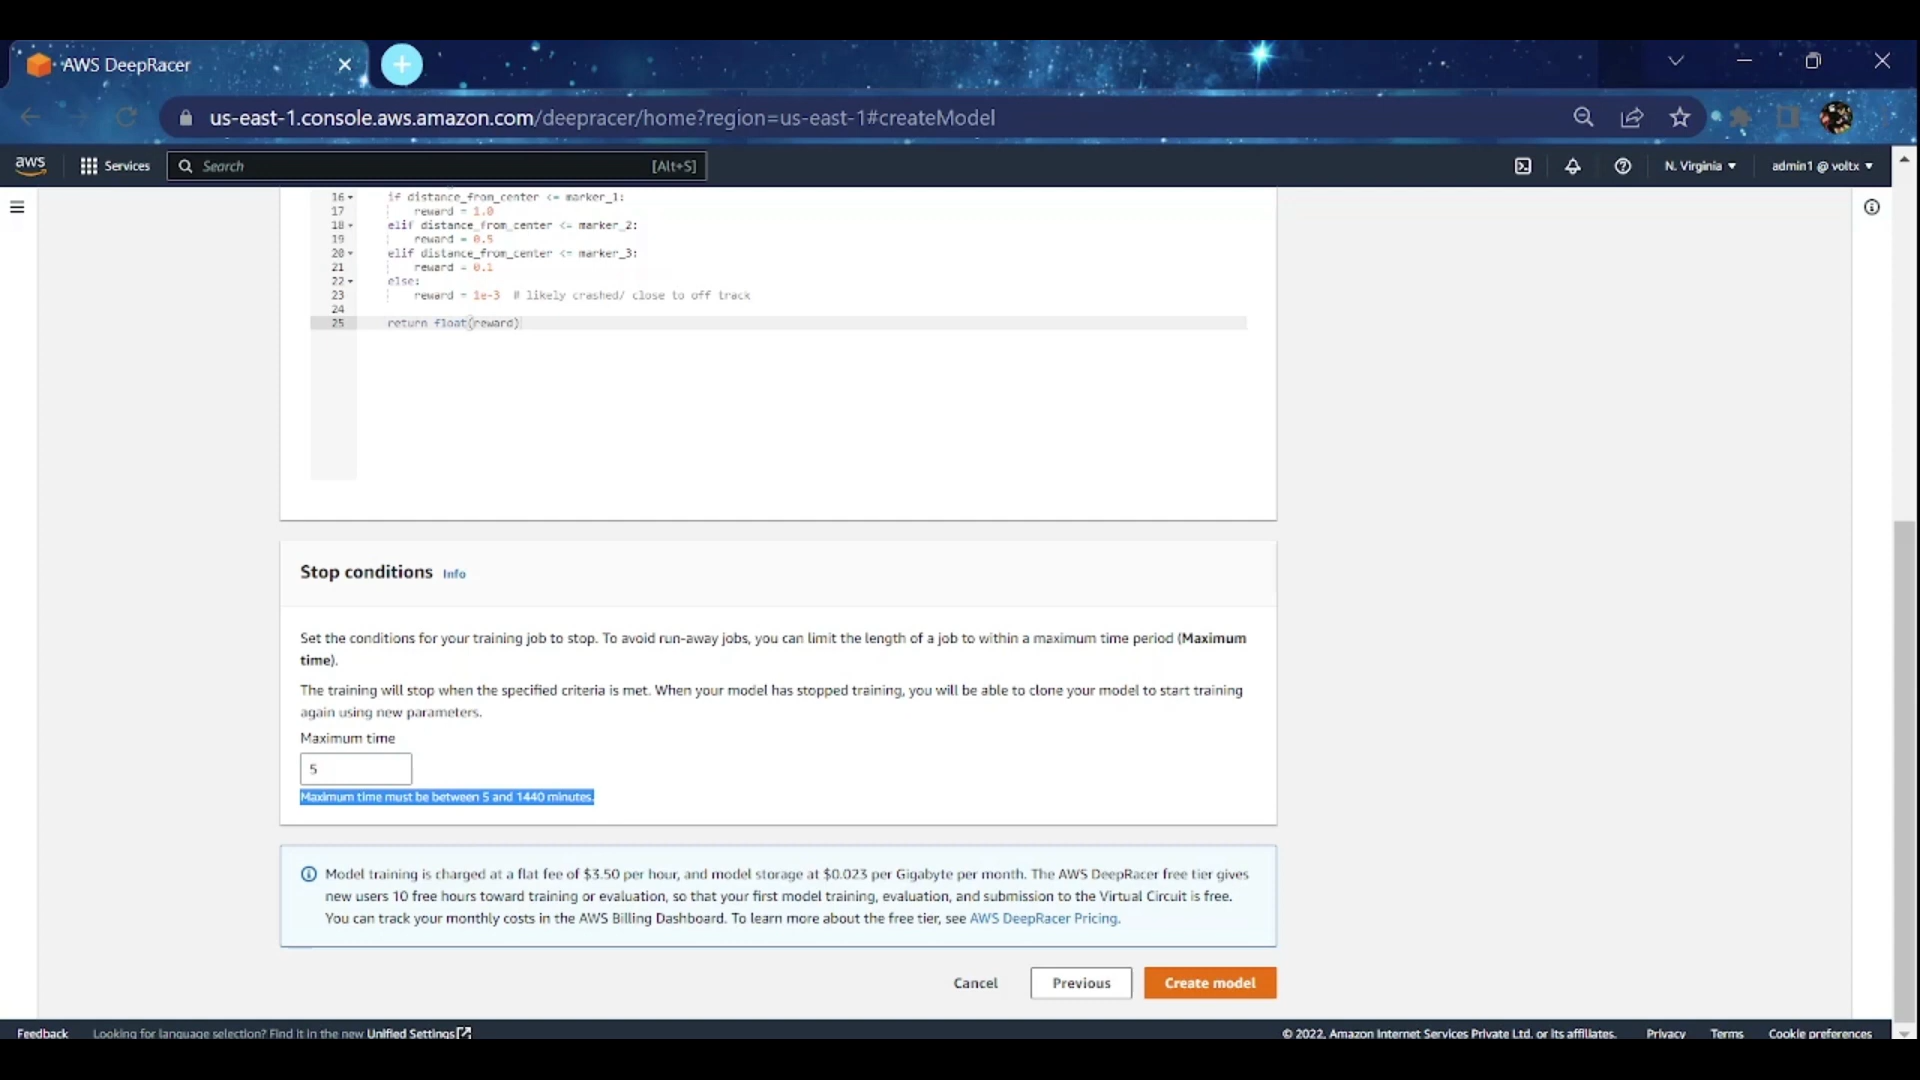 AWS DeepRacer
us-east-1.console.aws.amazon.com/deepracer/home?region=us-east-1#createModel
aws
Services
Search
[Alt+S]
N. Virginia
admin1 @ voltx
16 if distance_from_center <= marker_1:
17 reward = 1.0
18 elif distance_from_center <= marker_2:
19 reward = 0.5
20 elif distance_from_center <= marker_3:
21 reward = 0.1
22 else:
23 reward = 1e-3 # likely crashed/ close to off track
24
25 return float(reward)
Stop conditions Info
Set the conditions for your training job to stop. To avoid run-away jobs, you can limit the length of a job to within a maximum time period (Maximum
time).
The training will stop when the specified criteria is met. When your model has stopped training, you will be able to clone your model to start training
again using new parameters.
Maximum time
5
Maximum time must be between 5 and 1440 minutes.
Model training is charged at a flat fee of $3.50 per hour, and model storage at $0.023 per Gigabyte per month. The AWS DeepRacer free tier gives
new users 10 free hours toward training or evaluation, so that your first model training, evaluation, and submission to the Virtual Circuit is free.
You can track your monthly costs in the AWS Billing Dashboard. To learn more about the free tier, see AWS DeepRacer Pricing.
Cancel
Previous
Create model
Feedback
Looking for language selection? Find it in the new Unified Settings
© 2022, Amazon Internet Services Private Ltd. or its affiliates.
Privacy
Terms
Cookie preferences